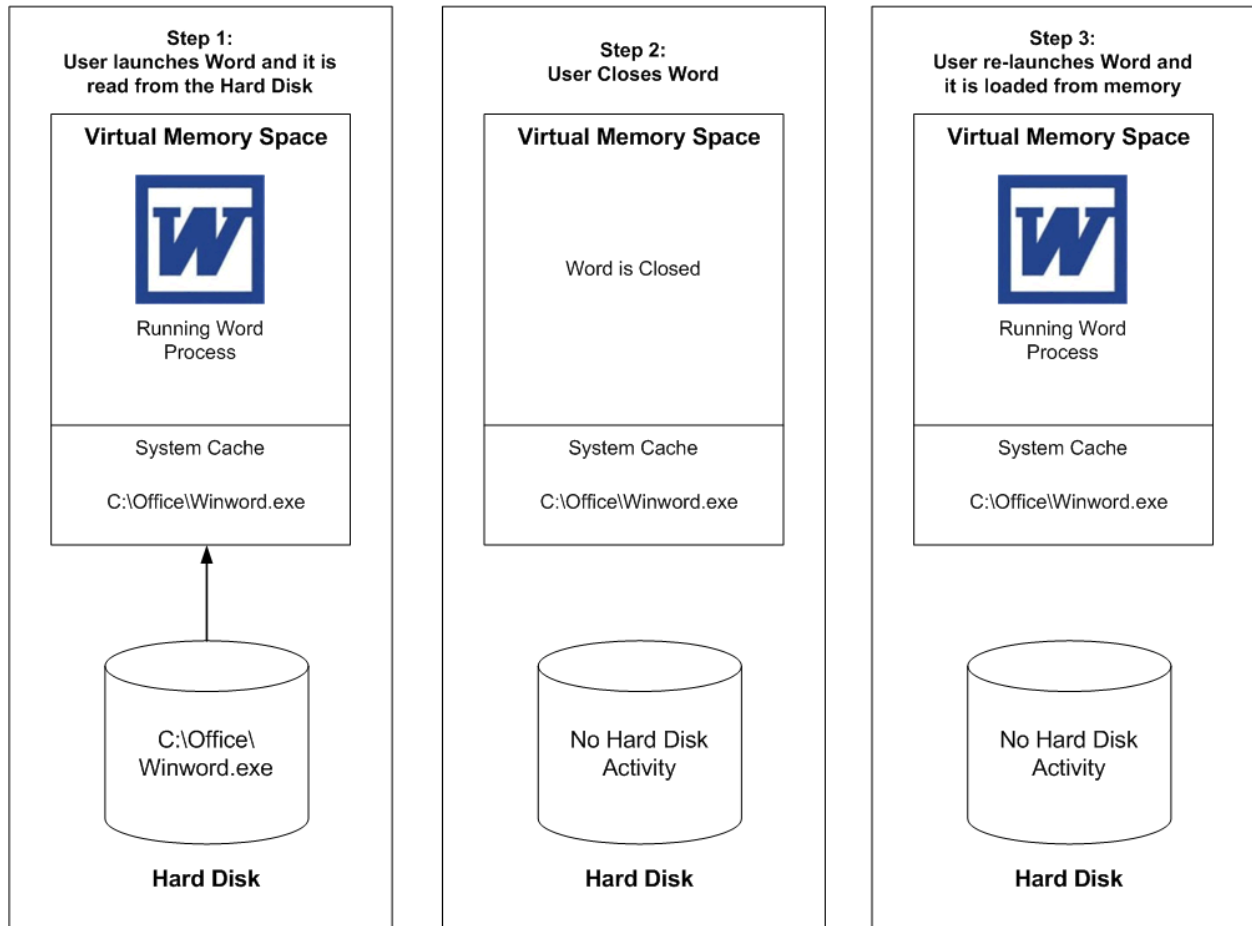 Step 1:
User launches Word and it is
read from the Hard Disk
Virtual Memory Space
W
Running Word
Process
System Cache
C:\Office\Winword.exe
C:\Office\
Winword.exe
Hard Disk
Step 2:
User Closes Word
Virtual Memory Space
Word is Closed
System Cache
C:\Office\Winword.exe
No Hard Disk
Activity
Hard Disk
Step 3:
User re-launches Word and
it is loaded from memory
Virtual Memory Space
W
Running Word
Process
System Cache
C:\Office\Winword.exe
No Hard Disk
Activity
Hard Disk